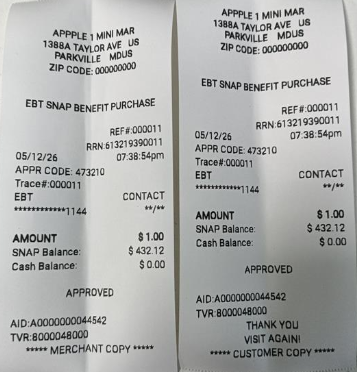 APPPLE 1 MINI MAR
1388A TAYLOR AVE US
PARKVILLE MDUS
ZIP CODE: 000000000
EBT SNAP BENEFIT PURCHASE
REF#:000011
RRN:613219390011
05/12/26 07:38:54pm
APPR CODE: 473210
Trace#:000011
EBT CONTACT
************1144 **/**
AMOUNT $ 1.00
SNAP Balance: $ 432.12
Cash Balance: $ 0.00
APPROVED
AID:A0000000044542
TVR:8000048000
***** MERCHANT COPY *****
APPPLE 1 MINI MAR
1388A TAYLOR AVE US
PARKVILLE MDUS
ZIP CODE: 000000000
EBT SNAP BENEFIT PURCHASE
REF#:000011
RRN:613219390011
05/12/26 07:38:54pm
APPR CODE: 473210
Trace#:000011
EBT CONTACT
************1144 **/**
AMOUNT $ 1.00
SNAP Balance: $ 432.12
Cash Balance: $ 0.00
APPROVED
AID:A0000000044542
TVR:8000048000
THANK YOU
VISIT AGAIN!
***** CUSTOMER COPY *****